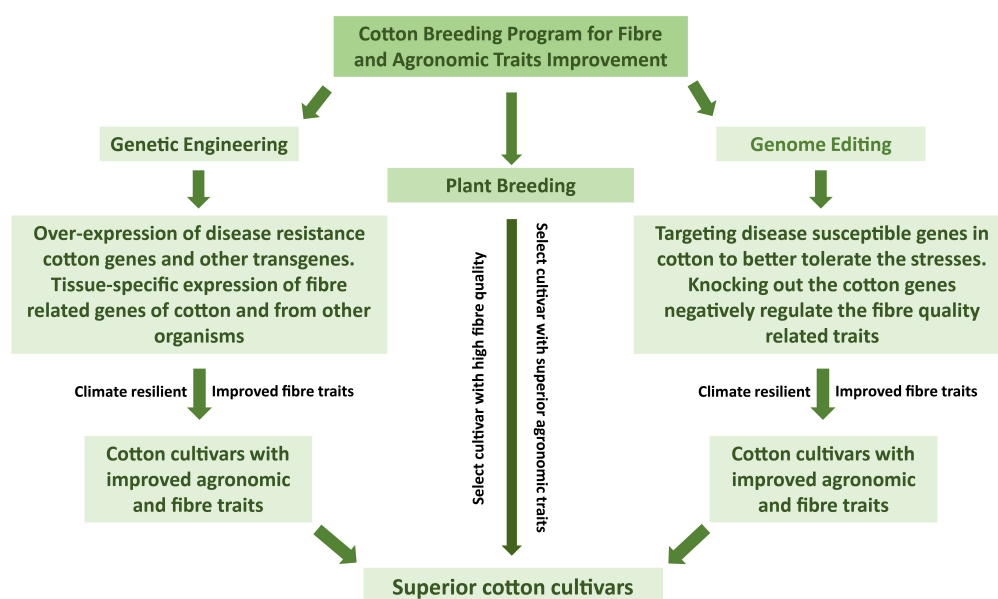 Cotton Breeding Program for Fibre
and Agronomic Traits Improvement
Genetic Engineering
Plant Breeding
Genome Editing
Over-expression of disease resistance
cotton genes and other transgenes.
Tissue-specific expression of fibre
related genes of cotton and from other
organisms
Select cultivar with high fibre quality
Select cultivar with superior agronomic traits
Targeting disease susceptible genes in
cotton to better tolerate the stresses.
Knocking out the cotton genes
negatively regulate the fibre quality
related traits
Climate resilient
Improved fibre traits
Climate resilient
Improved fibre traits
Cotton cultivars with
improved agronomic
and fibre traits
Cotton cultivars with
improved agronomic
and fibre traits
Superior cotton cultivars